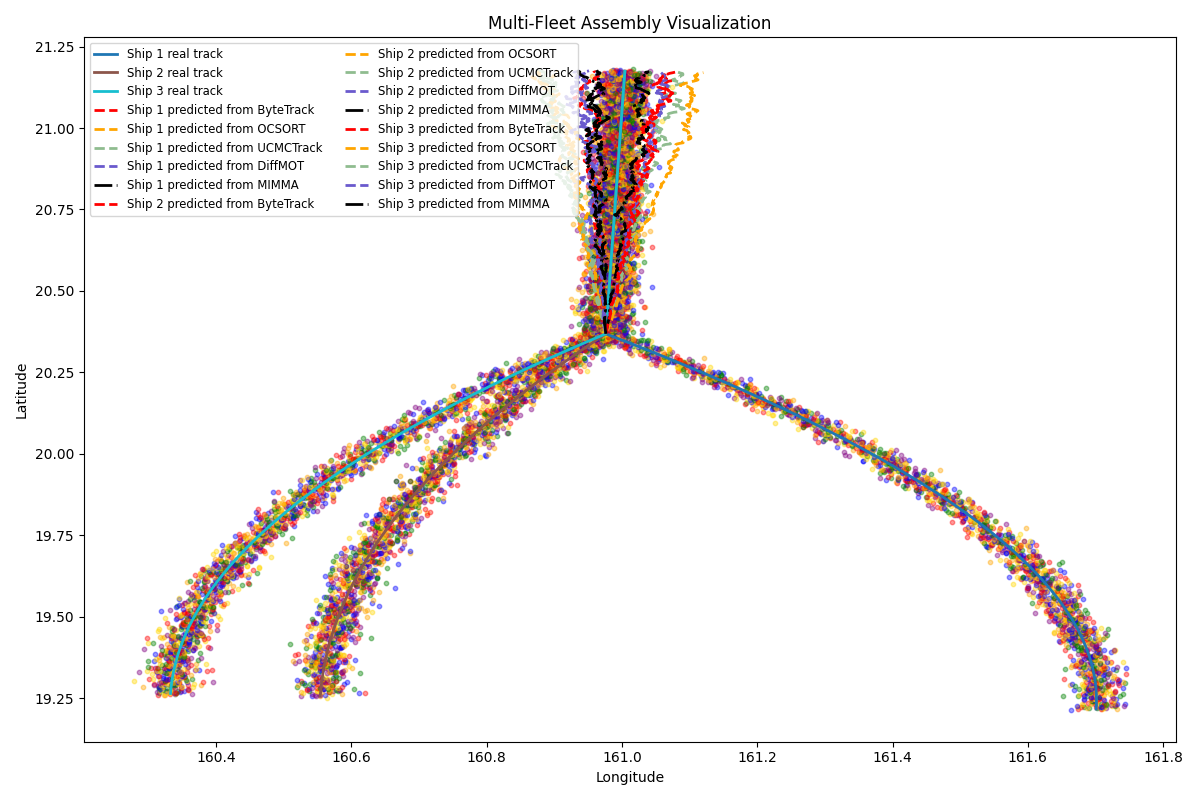 Multi-Fleet Assembly Visualization
Ship 1 real track
Ship 2 real track
Ship 3 real track
Ship 1 predicted from ByteTrack
Ship 1 predicted from OCSORT
Ship 1 predicted from UCMCTrack
Ship 1 predicted from DiffMOT
Ship 1 predicted from MIMMA
Ship 2 predicted from ByteTrack
Ship 2 predicted from OCSORT
Ship 2 predicted from UCMCTrack
Ship 2 predicted from DiffMOT
Ship 2 predicted from MIMMA
Ship 3 predicted from ByteTrack
Ship 3 predicted from OCSORT
Ship 3 predicted from UCMCTrack
Ship 3 predicted from DiffMOT
Ship 3 predicted from MIMMA
Latitude
21.25
21.00
20.75
20.50
20.25
20.00
19.75
19.50
19.25
160.4 160.6 160.8 161.0 161.2 161.4 161.6 161.8
Longitude